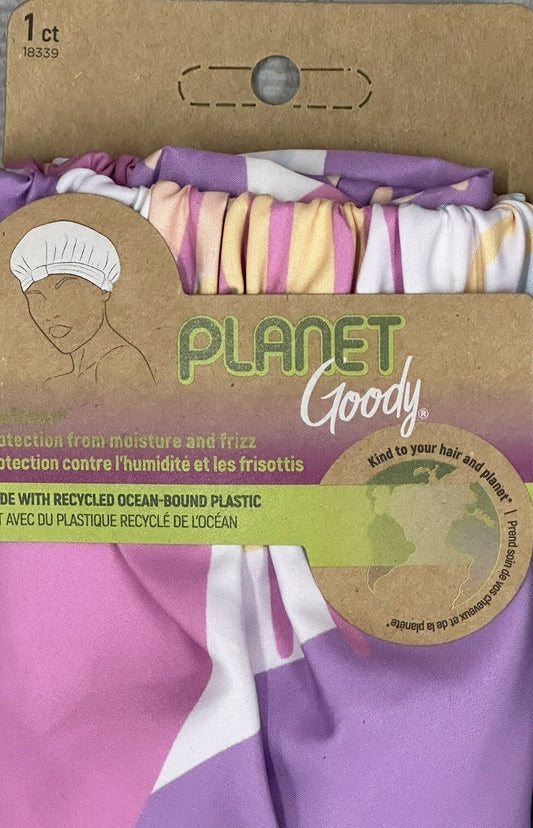 1 ct
18339
PLANET
Goody®
otection from moisture and frizz
otection contre l'humidité et les frisottis
DE WITH RECYCLED OCEAN-BOUND PLASTIC
T AVEC DU PLASTIQUE RECYCLÉ DE L'OCÉAN
Kind to your hair and planet* | Prend soin de vos cheveux et de la planète*